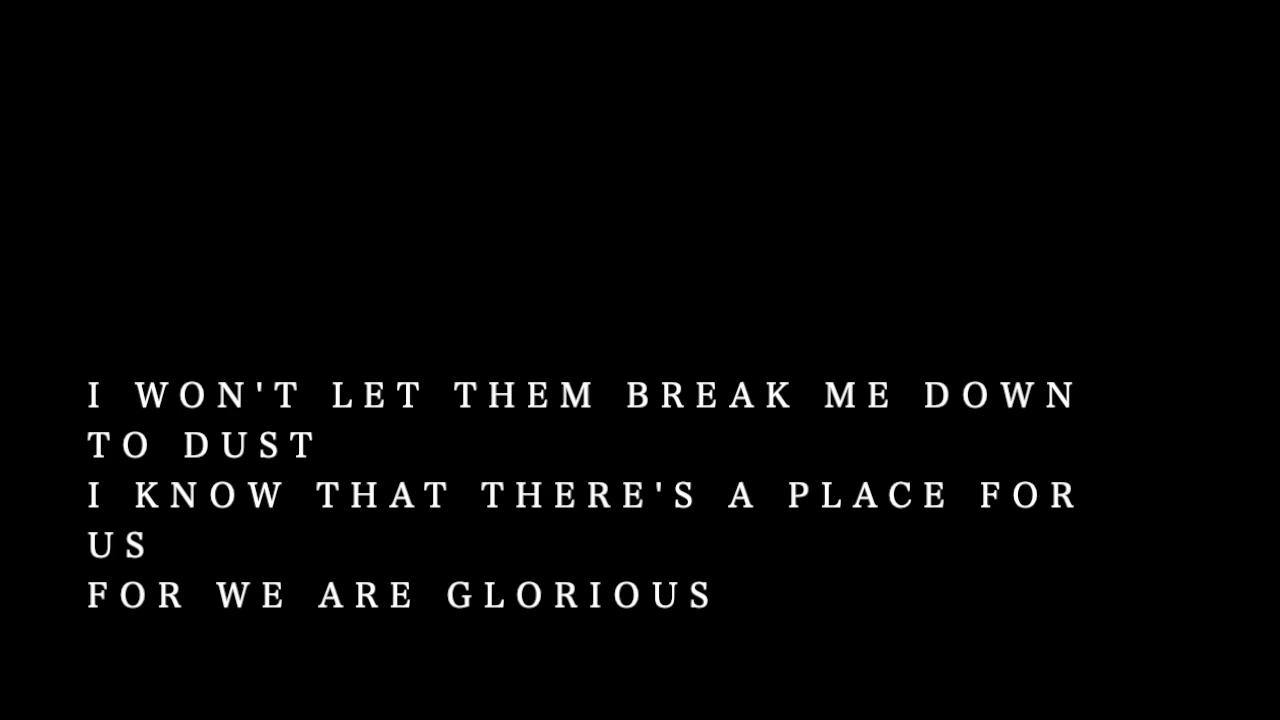 I WON'T LET THEM BREAK ME DOWN
TO DUST
I KNOW THAT THERE'S A PLACE FOR
US
FOR WE ARE GLORIOUS